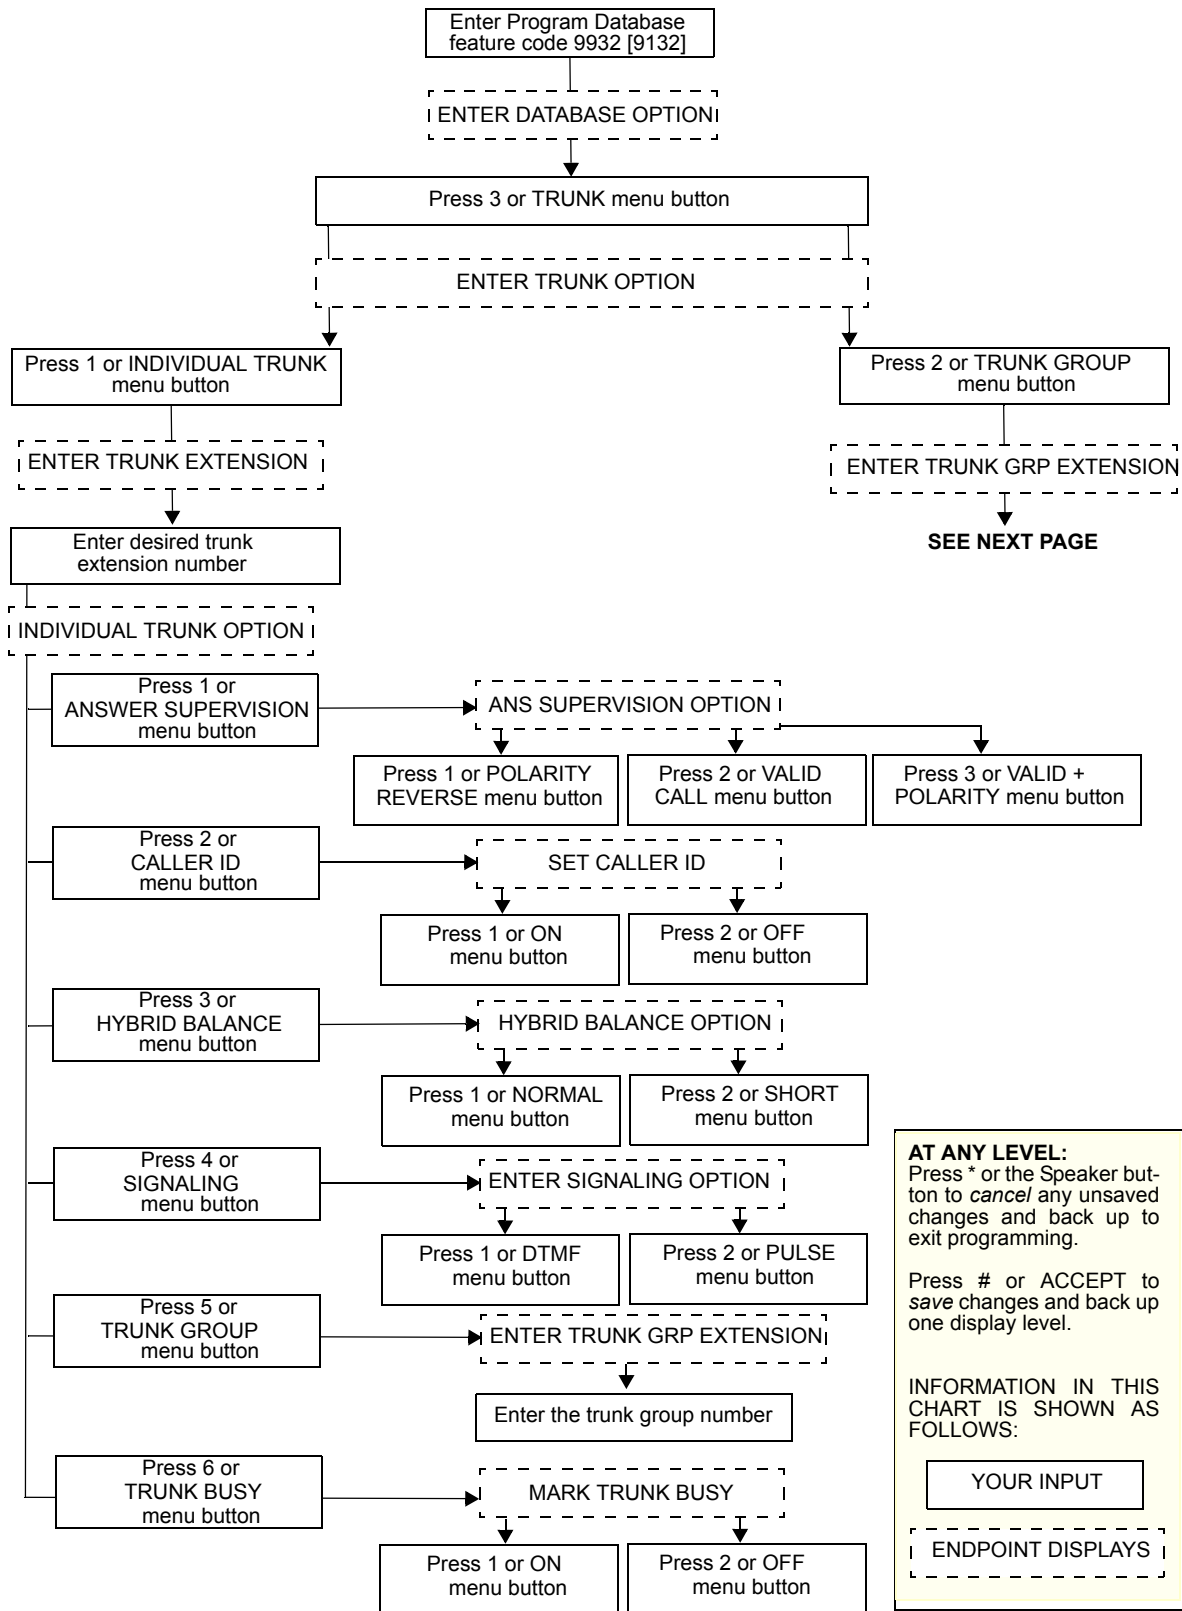 Enter Program Database
feature code 9932 [9132]
ENTER DATABASE OPTION
Press 3 or TRUNK menu button
ENTER TRUNK OPTION
Press 1 or INDIVIDUAL TRUNK
menu button
Press 2 or TRUNK GROUP
menu button
ENTER TRUNK EXTENSION
ENTER TRUNK GRP EXTENSION
Enter desired trunk
extension number
SEE NEXT PAGE
INDIVIDUAL TRUNK OPTION
Press 1 or
ANSWER SUPERVISION
menu button
ANS SUPERVISION OPTION
Press 1 or POLARITY
REVERSE menu button
Press 2 or VALID
CALL menu button
Press 3 or VALID +
POLARITY menu button
Press 2 or
CALLER ID
menu button
SET CALLER ID
Press 1 or ON
menu button
Press 2 or OFF
menu button
Press 3 or
HYBRID BALANCE
menu button
HYBRID BALANCE OPTION
Press 1 or NORMAL
menu button
Press 2 or SHORT
menu button
Press 4 or
SIGNALING
menu button
ENTER SIGNALING OPTION
Press 1 or DTMF
menu button
Press 2 or PULSE
menu button
Press 5 or
TRUNK GROUP
menu button
ENTER TRUNK GRP EXTENSION
Enter the trunk group number
Press 6 or
TRUNK BUSY
menu button
MARK TRUNK BUSY
Press 1 or ON
menu button
Press 2 or OFF
menu button
AT ANY LEVEL:
Press * or the Speaker but-
ton to cancel any unsaved
changes and back up to
exit programming.
Press # or ACCEPT to
save changes and back up
one display level.
INFORMATION IN THIS
CHART IS SHOWN AS
FOLLOWS:
YOUR INPUT
ENDPOINT DISPLAYS